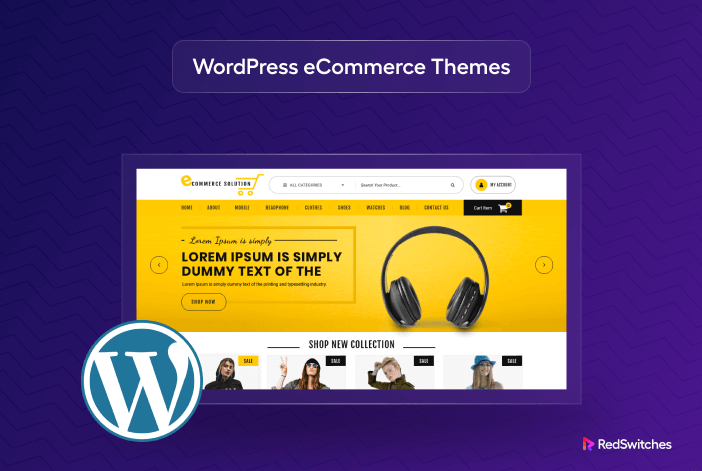 WordPress eCommerce Themes
eCOMMERCE SOLUTION
ALL CATEGORIES
Search Your Product..
MY ACCOUNT
HOME ABOUT MOBILE HEADPHONE CLOTHES SHOES WATCHES BLOG CONTACT US
Cart Item
0
Lorem Ipsum is simply
LOREM IPSUM IS SIMPLY
DUMMY TEXT OF THE
Lorem Ipsum is simply dummy text of the printing and typesetting industry
SHOP NOW
SHOP NEW COLLECTION
SALE SALE SALE SALE
W
RedSwitches